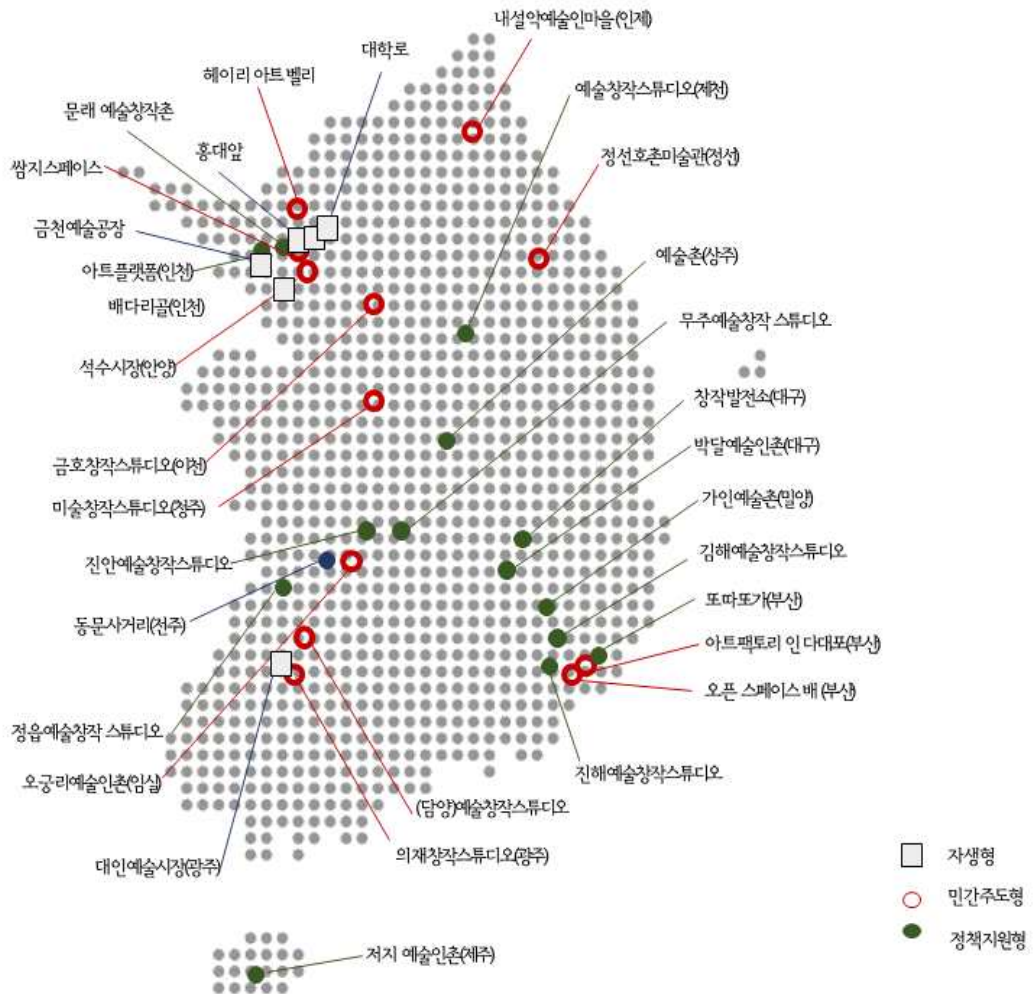 내설악예술인마을(인제)
대학로
헤이리 아트 벨리
예술창작스튜디오(제천)
문래 예술창작촌
홍대앞
정선호촌미술관(정선)
쌈지스페이스
금천예술공장
예술촌(상주)
아트플랫폼(인천)
배다리골(인천)
무주예술창작 스튜디오
석수시장(안양)
창작발전소(대구)
박달예술인촌(대구)
금호창작스튜디오(이천)
가인예술촌(밀양)
미술창작스튜디오(청주)
김해예술창작스튜디오
진안예술창작스튜디오
또따또가(부산)
동문사거리(전주)
아트팩토리 인 다대포(부산)
오픈 스페이스 배 (부산)
정읍예술창작 스튜디오
진해예술창작스튜디오
오궁리예술인촌(임실)
(담양)예술창작스튜디오
의재창작스튜디오(광주)
대인예술시장(광주)
자생형
민간주도형
정책지원형
저지 예술인촌(제주)